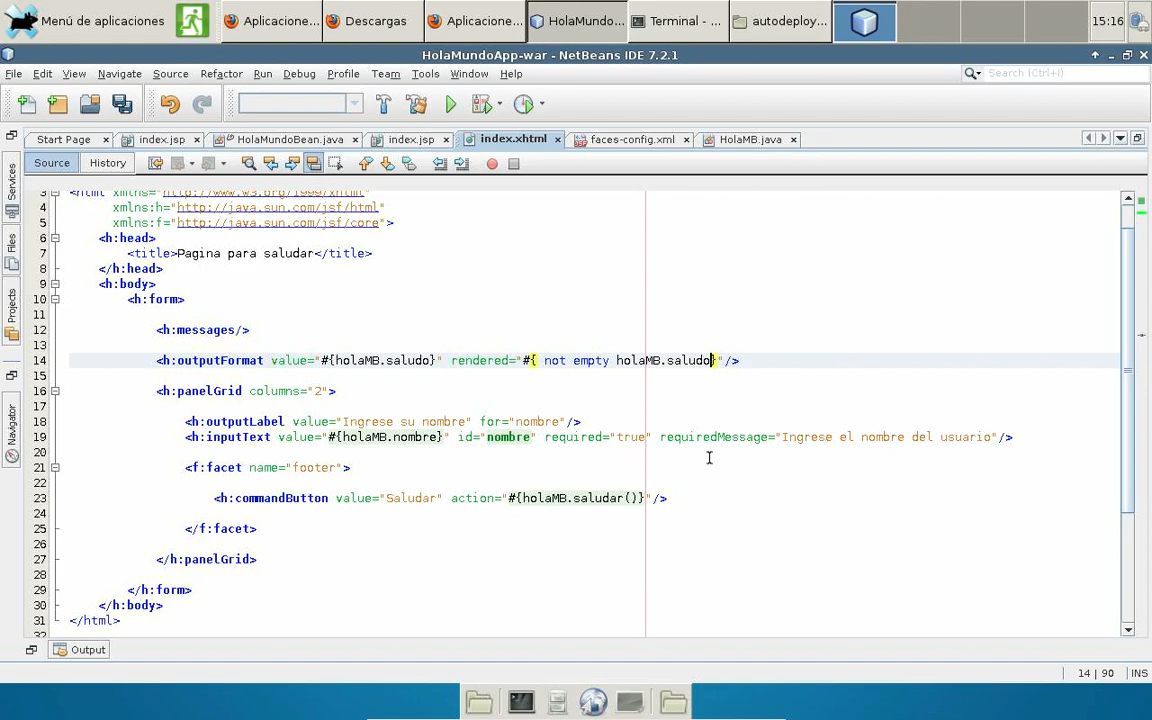 Menú de aplicaciones Aplicacione... Descargas Aplicacione... HolaMundo... Terminal - ... autodeploy... 15:16
HolaMundoApp-war - NetBeans IDE 7.2.1
File Edit View Navigate Source Refactor Run Debug Profile Team Tools Window Help Search (Ctrl+I)
Start Page index.jsp HolaMundoBean.java index.jsp index.xhtml faces-config.xml HolaMB.java
Source History
Services
Files
Projects
Navigator
3 <html xmlns="http://www.w3.org/1999/xhtml"
4 xmlns:h="http://java.sun.com/jsf/html"
5 xmlns:f="http://java.sun.com/jsf/core">
6 <h:head>
7 <title>Pagina para saludar</title>
8 </h:head>
9 <h:body>
10 <h:form>
11
12 <h:messages/>
13
14 <h:outputFormat value="#{holaMB.saludo}" rendered="#{ not empty holaMB.saludo}"/>
15
16 <h:panelGrid columns="2">
17
18 <h:outputLabel value="Ingrese su nombre" for="nombre"/>
19 <h:inputText value="#{holaMB.nombre}" id="nombre" required="true" requiredMessage="Ingrese el nombre del usuario"/>
20
21 <f:facet name="footer">
22
23 <h:commandButton value="Saludar" action="#{holaMB.saludar()}"/>
24
25 </f:facet>
26
27 </h:panelGrid>
28
29 </h:form>
30 </h:body>
31 </html>
32
Output
14 | 90 INS